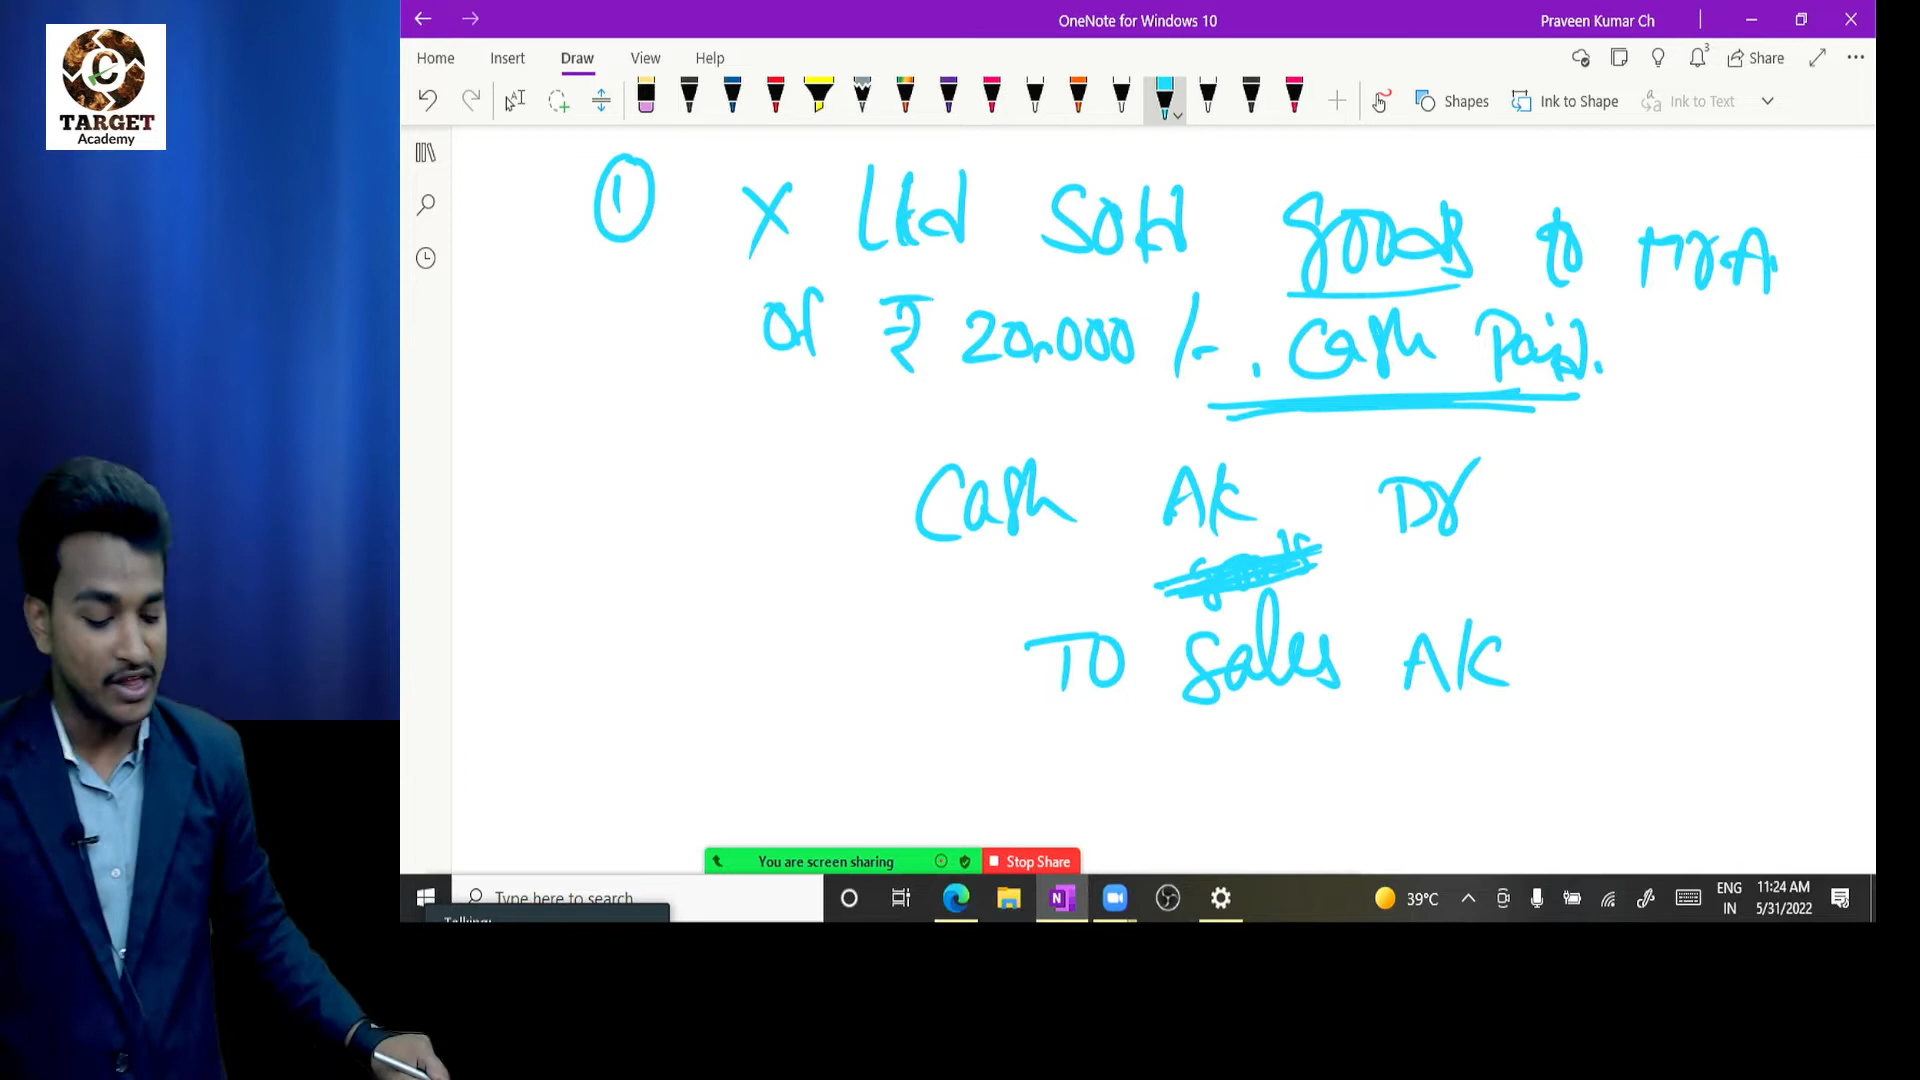 TARGET
Academy
OneNote for Windows 10
Praveen Kumar Ch
Home Insert Draw View Help
3
Share
Shapes Ink to Shape Ink to Text
① X Ltd Sold goods to Mr A.
of ₹ 20,000 /- . Cash Paid.
Cash A/c Dr
To Sales A/c
You are screen sharing Stop Share
Type here to search
Talking:
39°C
ENG
IN
11:24 AM
5/31/2022